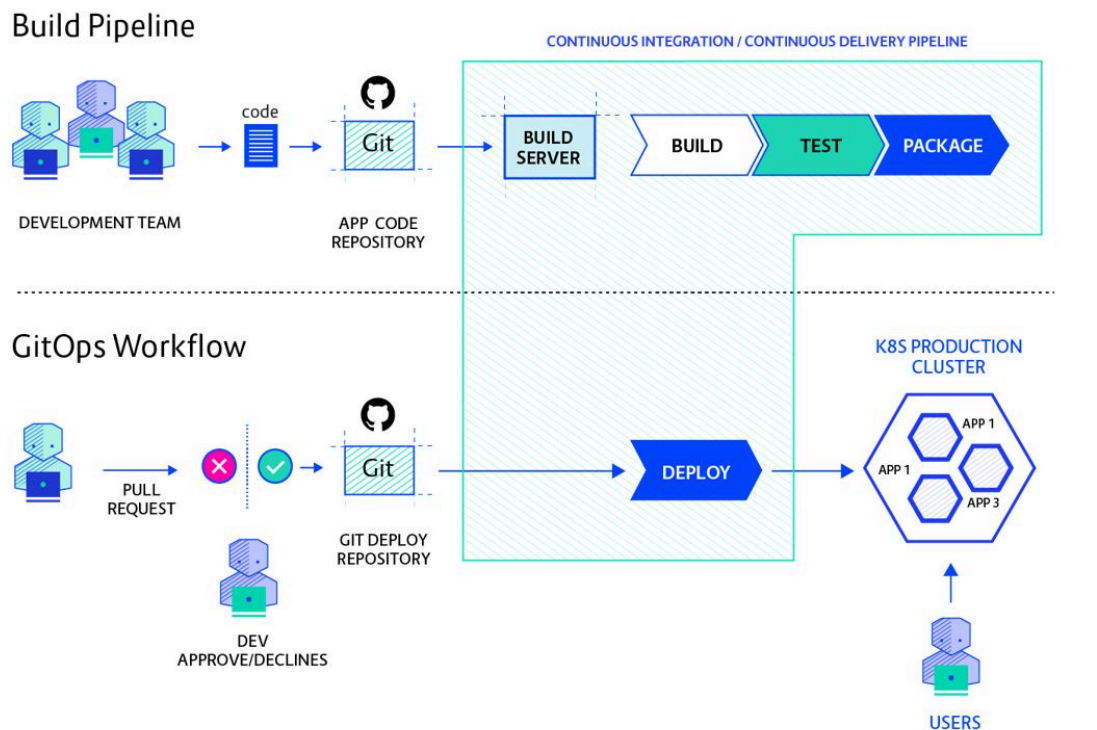 Build Pipeline
CONTINUOUS INTEGRATION / CONTINUOUS DELIVERY PIPELINE
code
Git
BUILD
SERVER
BUILD
TEST
PACKAGE
DEVELOPMENT TEAM
APP CODE
REPOSITORY
GitOps Workflow
K8S PRODUCTION
CLUSTER
APP 1
APP 1
APP 3
Git
DEPLOY
PULL
REQUEST
GIT DEPLOY
REPOSITORY
DEV
APPROVE/DECLINES
USERS